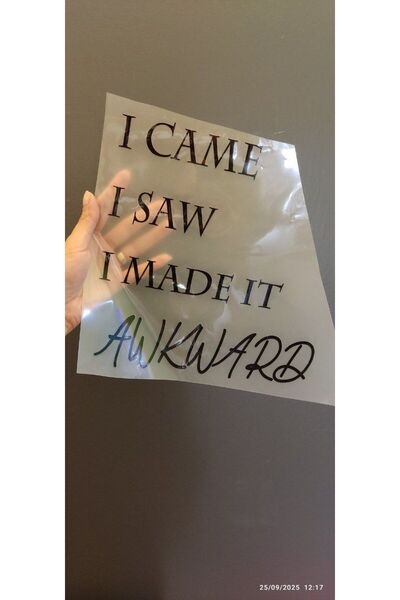 I CAME
I SAW
I MADE IT
AWKWARD
25/09/2025 12:17